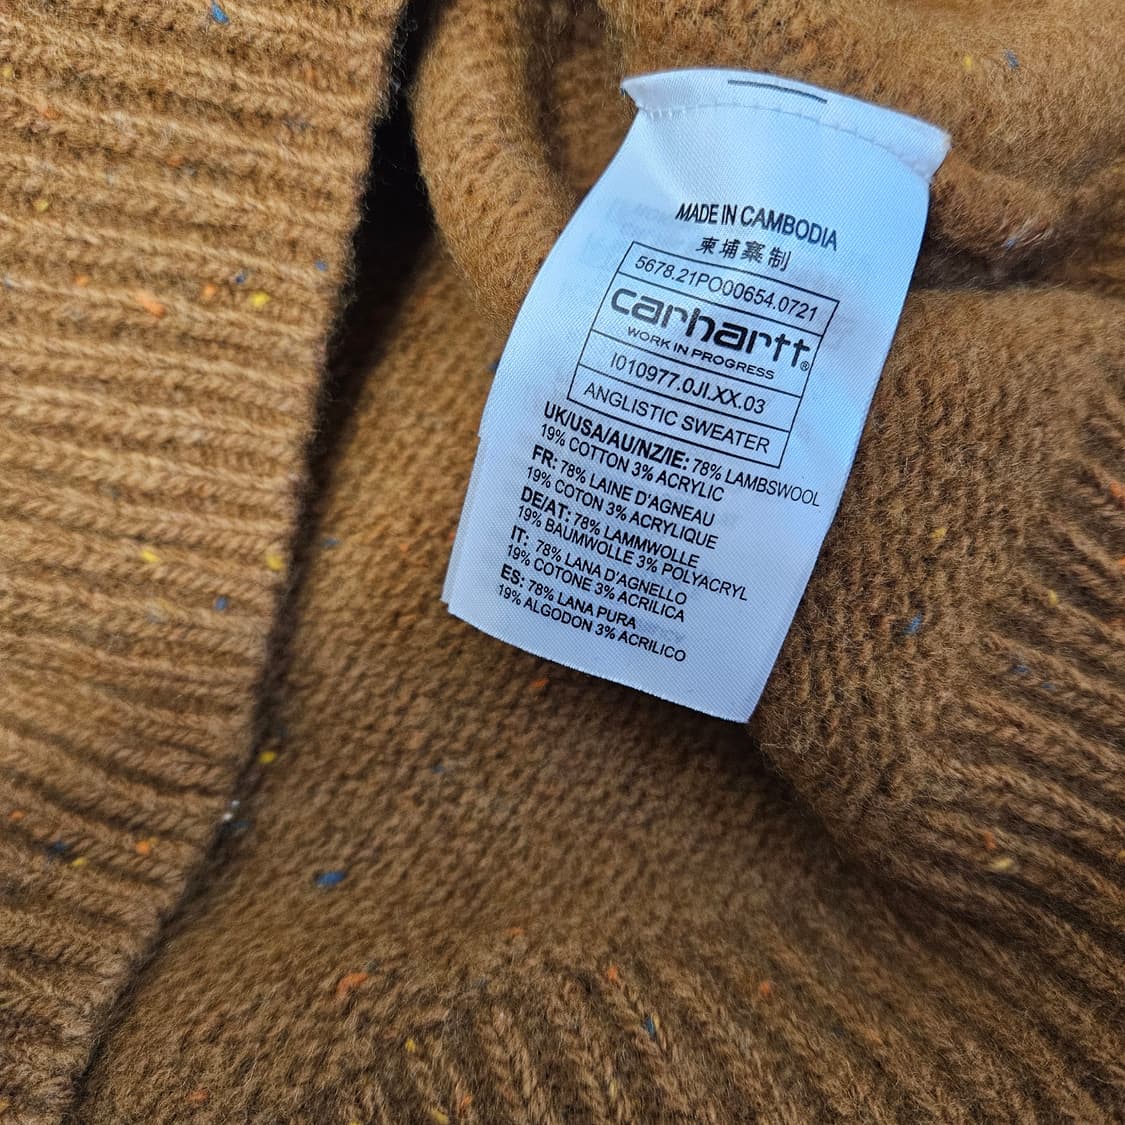 MADE IN CAMBODIA
柬埔寨制
5678.21PO00654.0721
carhartt®
WORK IN PROGRESS
I010977.0JI.XX.03
ANGLISTIC SWEATER
UK/USA/AU/NZ/IE: 78% LAMBSWOOL
19% COTTON 3% ACRYLIC
FR: 78% LAINE D'AGNEAU
19% COTON 3% ACRYLIQUE
DE/AT: 78% LAMMWOLLE
19% BAUMWOLLE 3% POLYACRYL
IT: 78% LANA D'AGNELLO
19% COTONE 3% ACRILICA
ES: 78% LANA PURA
19% ALGODON 3% ACRILICO